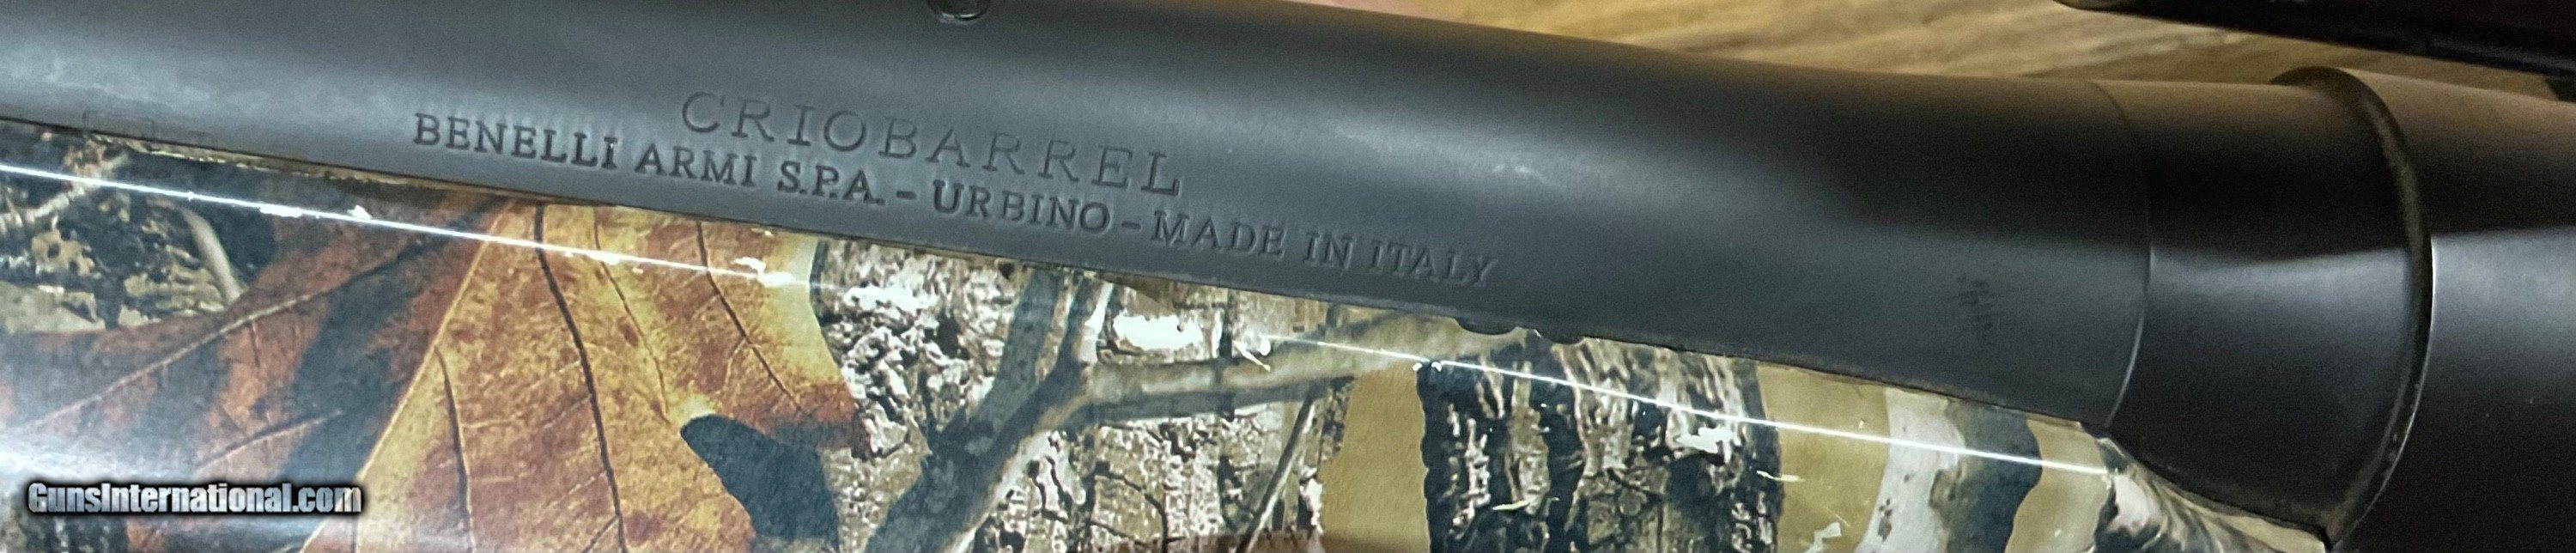 CRIOBARREL
BENELLI ARMI S.P.A. - URBINO - MADE IN ITALY
GunsInternational.com